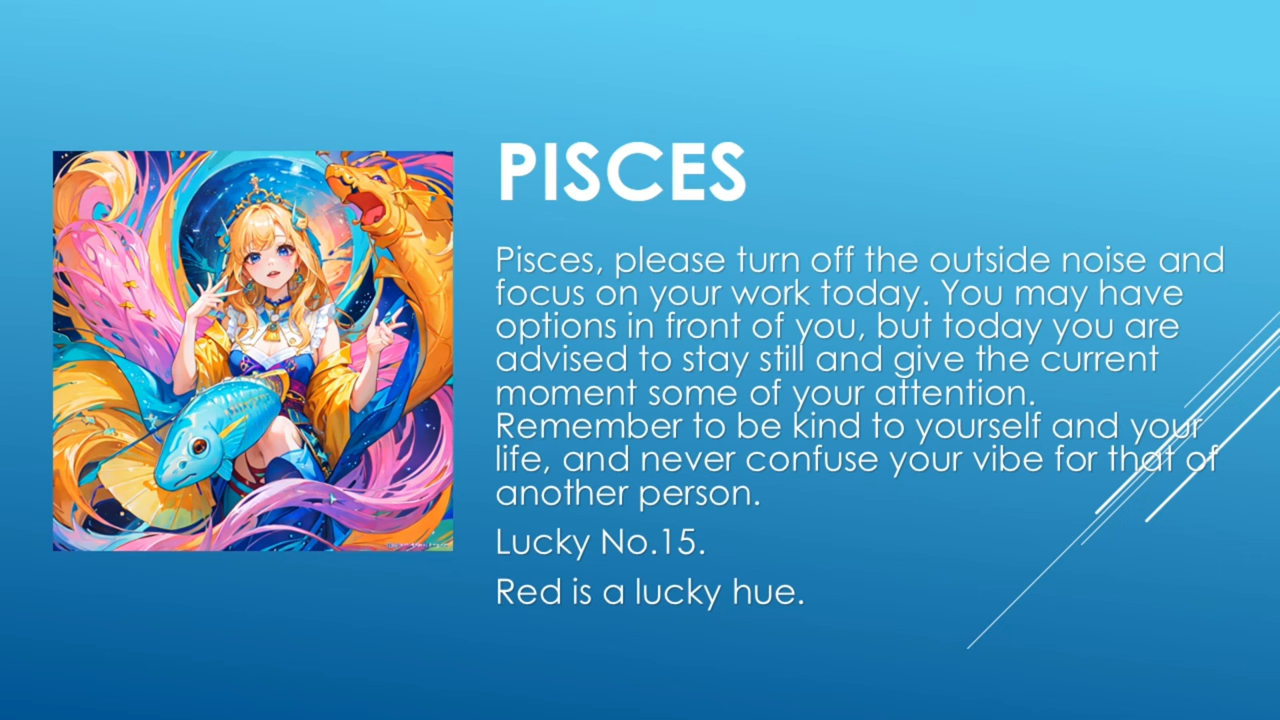 PISCES
Pisces, please turn off the outside noise and
focus on your work today. You may have
options in front of you, but today you are
advised to stay still and give the current
moment some of your attention.
Remember to be kind to yourself and your
life, and never confuse your vibe for that of
another person.
Lucky No.15.
Red is a lucky hue.